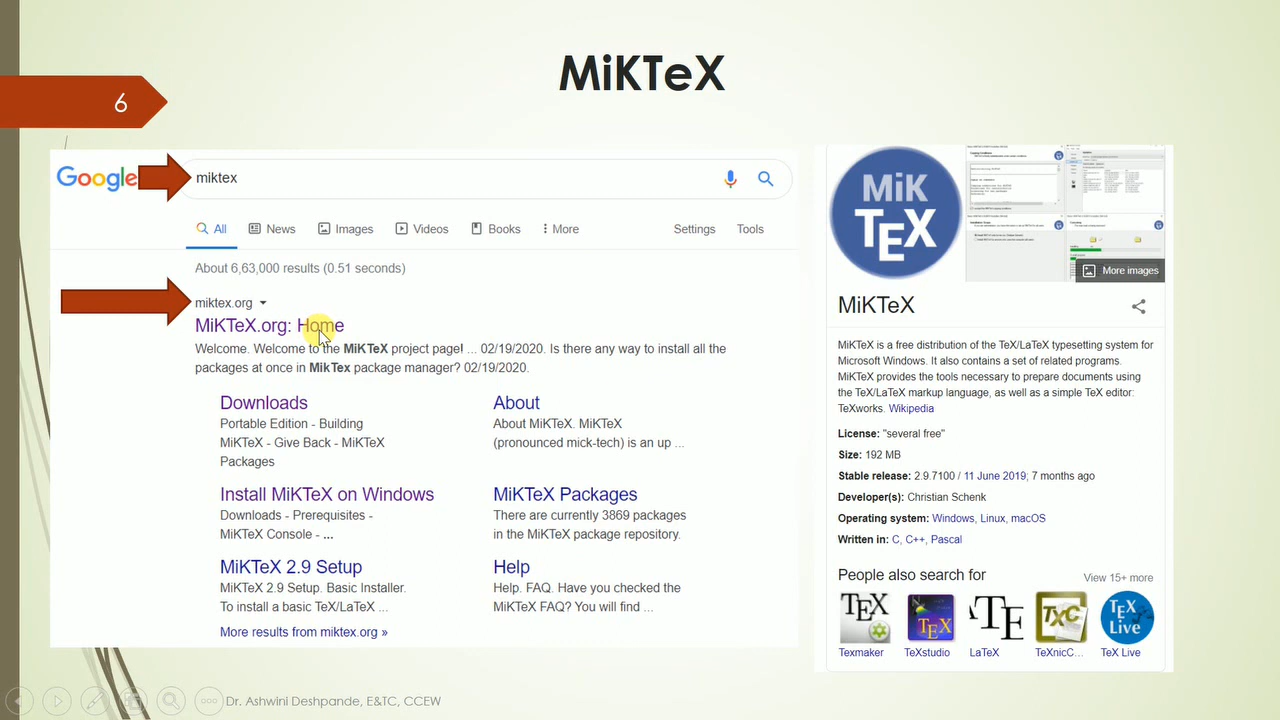 MiKTeX
6
Google
miktex
All
News
Images
Videos
Books
More
Settings
Tools
About 6,63,000 results (0.51 seconds)
miktex.org
MiKTeX.org: Home
Welcome. Welcome to the MiKTeX project page! ... 02/19/2020. Is there any way to install all the
packages at once in MikTex package manager? 02/19/2020.
Downloads
Portable Edition - Building
MiKTeX - Give Back - MiKTeX
Packages
About
About MiKTeX. MiKTeX
(pronounced mick-tech) is an up ...
Install MiKTeX on Windows
Downloads - Prerequisites -
MiKTeX Console - ...
MiKTeX Packages
There are currently 3869 packages
in the MiKTeX package repository.
MiKTeX 2.9 Setup
MiKTeX 2.9 Setup. Basic Installer.
To install a basic TeX/LaTeX ...
Help
Help. FAQ. Have you checked the
MiKTeX FAQ? You will find ...
More results from miktex.org »
MiK
TEX
More images
MiKTeX
MiKTeX is a free distribution of the TeX/LaTeX typesetting system for
Microsoft Windows. It also contains a set of related programs.
MiKTeX provides the tools necessary to prepare documents using
the TeX/LaTeX markup language, as well as a simple TeX editor:
TeXworks. Wikipedia
License: "several free"
Size: 192 MB
Stable release: 2.9.7100 / 11 June 2019; 7 months ago
Developer(s): Christian Schenk
Operating system: Windows, Linux, macOS
Written in: C, C++, Pascal
People also search for
View 15+ more
TEX
TEX
LATEX
TXC
TEX
Live
Texmaker
TeXstudio
LaTeX
TeXnicC...
TeX Live
Dr. Ashwini Deshpande, E&TC, CCEW